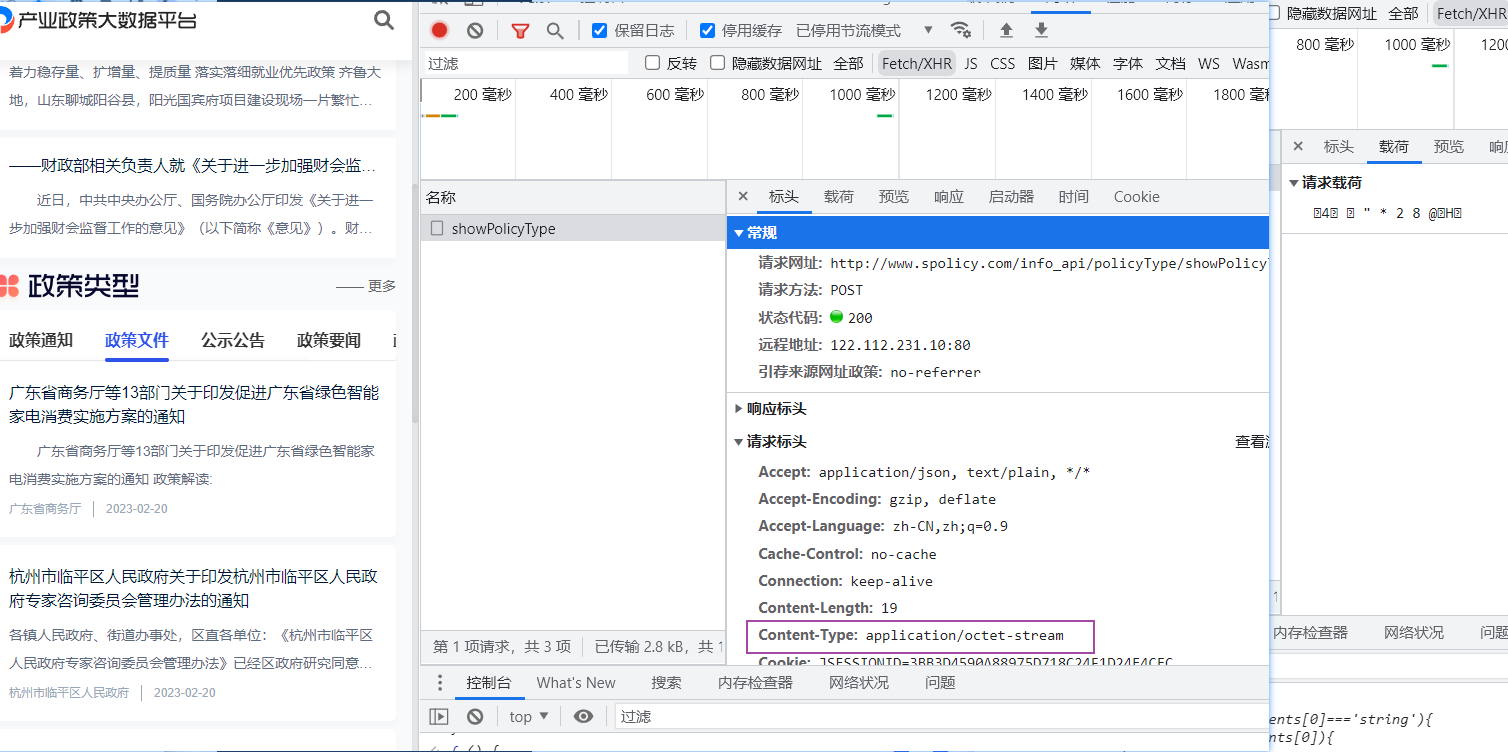 产业政策大数据平台
着力稳存量、扩增量、提质量 落实落细就业优先政策 齐鲁大
地，山东聊城阳谷县，阳光国宾府项目建设现场一片繁忙…
——财政部相关负责人就《关于进一步加强财会监…
近日，中共中央办公厅、国务院办公厅印发《关于进一
步加强财会监督工作的意见》（以下简称《意见》）。财…
政策类型
—— 更多
政策通知 政策文件 公示公告 政策要闻
广东省商务厅等13部门关于印发促进广东省绿色智能
家电消费实施方案的通知
广东省商务厅等13部门关于印发促进广东省绿色智能家
电消费实施方案的通知 政策解读:
广东省商务厅 2023-02-20
杭州市临平区人民政府关于印发杭州市临平区人民政
府专家咨询委员会管理办法的通知
各镇人民政府、街道办事处，区直各单位：《杭州市临平区
人民政府专家咨询委员会管理办法》已经区政府研究同意…
杭州市临平区人民政府 2023-02-20
保留日志 停用缓存 已停用节流模式
过滤 反转 隐藏数据网址 全部 Fetch/XHR JS CSS 图片 媒体 字体 文档 WS Wasm
200 毫秒 400 毫秒 600 毫秒 800 毫秒 1000 毫秒 1200 毫秒 1400 毫秒 1600 毫秒 1800 毫
名称
showPolicyType
标头 载荷 预览 响应 启动器 时间 Cookie
常规
请求网址: http://www.spolicy.com/info_api/policyType/showPolicy
请求方法: POST
状态代码: 200
远程地址: 122.112.231.10:80
引荐来源网址政策: no-referrer
响应标头
请求标头 查看
Accept: application/json, text/plain, */*
Accept-Encoding: gzip, deflate
Accept-Language: zh-CN,zh;q=0.9
Cache-Control: no-cache
Connection: keep-alive
Content-Length: 19
Content-Type: application/octet-stream
Cookie: JSESSIONID=3BB3D4590A88975D718C24F1D24F4CFC
第 1 项请求，共 3 项 已传输 2.8 kB，共 1
控制台 What's New 搜索 内存检查器 网络状况 问题
top 过滤
隐藏数据网址 全部 Fetch/XHR
800 毫秒 1000 毫秒 1200
标头 载荷 预览 响
请求载荷
4 " * 2 8 @ H
内存检查器 网络状况 问题
ents[0]==='string'){
nts[0]){